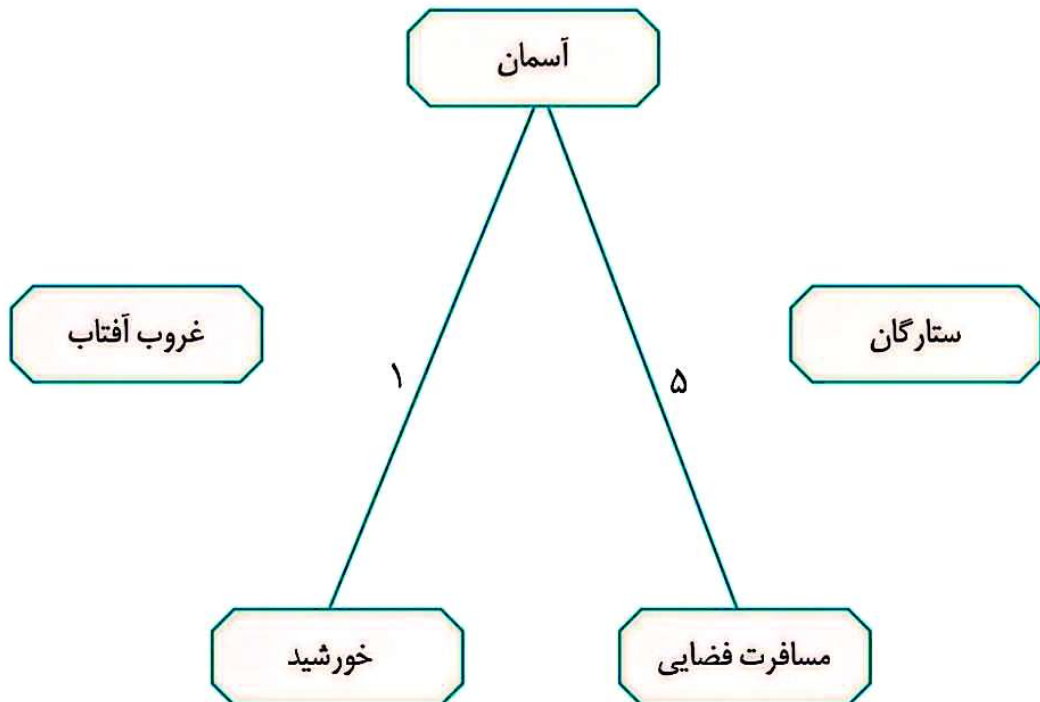 آسمان
ستارگان
غروب آفتاب
۵
۱
مسافرت فضایی
خورشید